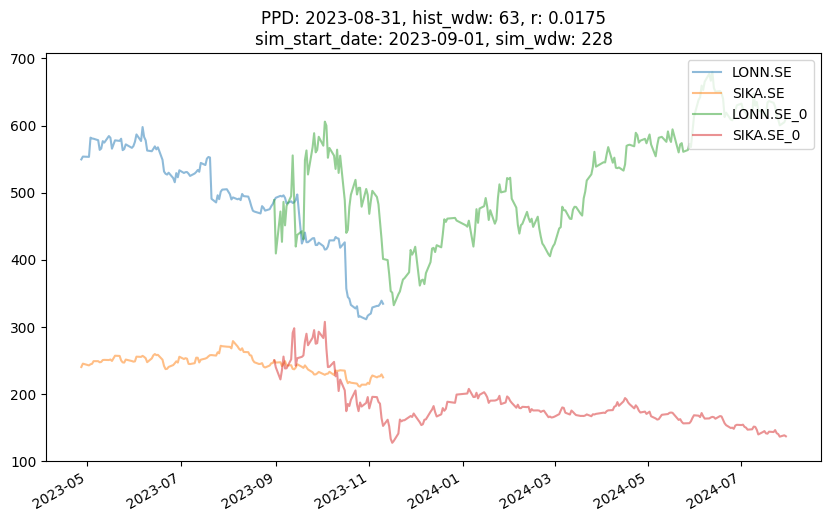 PPD: 2023-08-31, hist_wdw: 63, r: 0.0175
sim_start_date: 2023-09-01, sim_wdw: 228
700
600
500
400
300
200
100
LONN.SE
SIKA.SE
LONN.SE_0
SIKA.SE_0
2023-05
2023-07
2023-09
2023-11
2024-01
2024-03
2024-05
2024-07